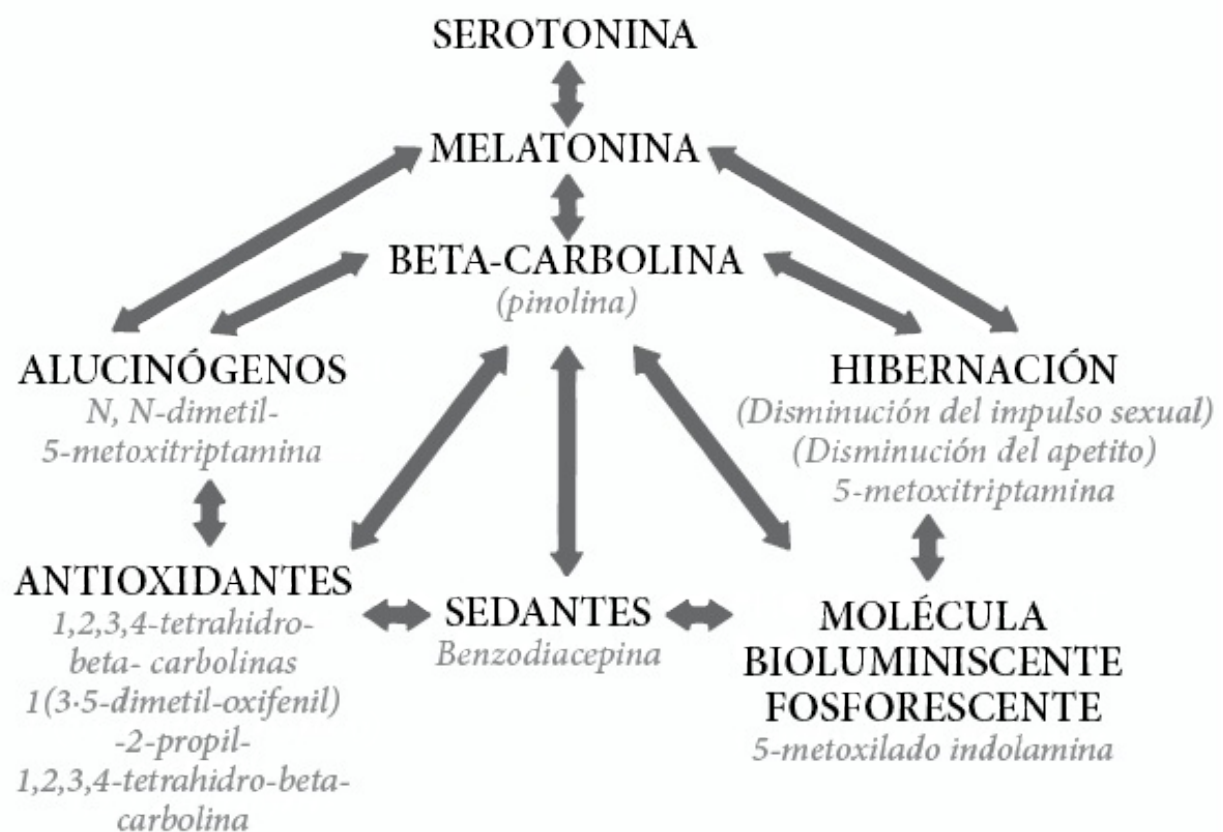 SEROTONINA
MELATONINA
BETA-CARBOLINA
(pinolina)
ALUCINÓGENOS
N, N-dimetil-
5-metoxitriptamina
HIBERNACIÓN
(Disminución del impulso sexual)
(Disminución del apetito)
5-metoxitriptamina
ANTIOXIDANTES
1,2,3,4-tetrahidro-
beta- carbolinas
1(3·5-dimetil-oxifenil)
-2-propil-
1,2,3,4-tetrahidro-beta-
carbolina
SEDANTES
Benzodiacepina
MOLÉCULA
BIOLUMINISCENTE
FOSFORESCENTE
5-metoxilado indolamina